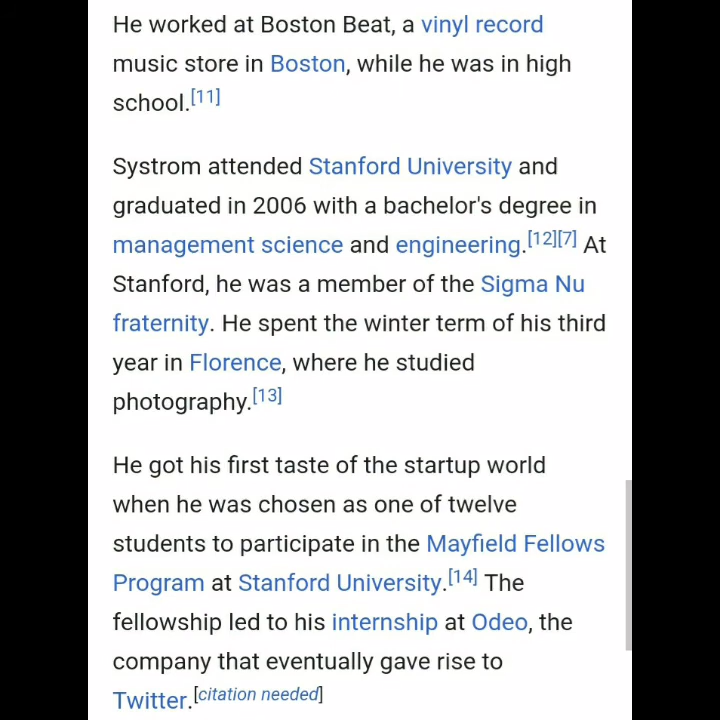 He worked at Boston Beat, a vinyl record
music store in Boston, while he was in high
school.[11]
Systrom attended Stanford University and
graduated in 2006 with a bachelor's degree in
management science and engineering.[12][7] At
Stanford, he was a member of the Sigma Nu
fraternity. He spent the winter term of his third
year in Florence, where he studied
photography.[13]
He got his first taste of the startup world
when he was chosen as one of twelve
students to participate in the Mayfield Fellows
Program at Stanford University.[14] The
fellowship led to his internship at Odeo, the
company that eventually gave rise to
Twitter.[citation needed]